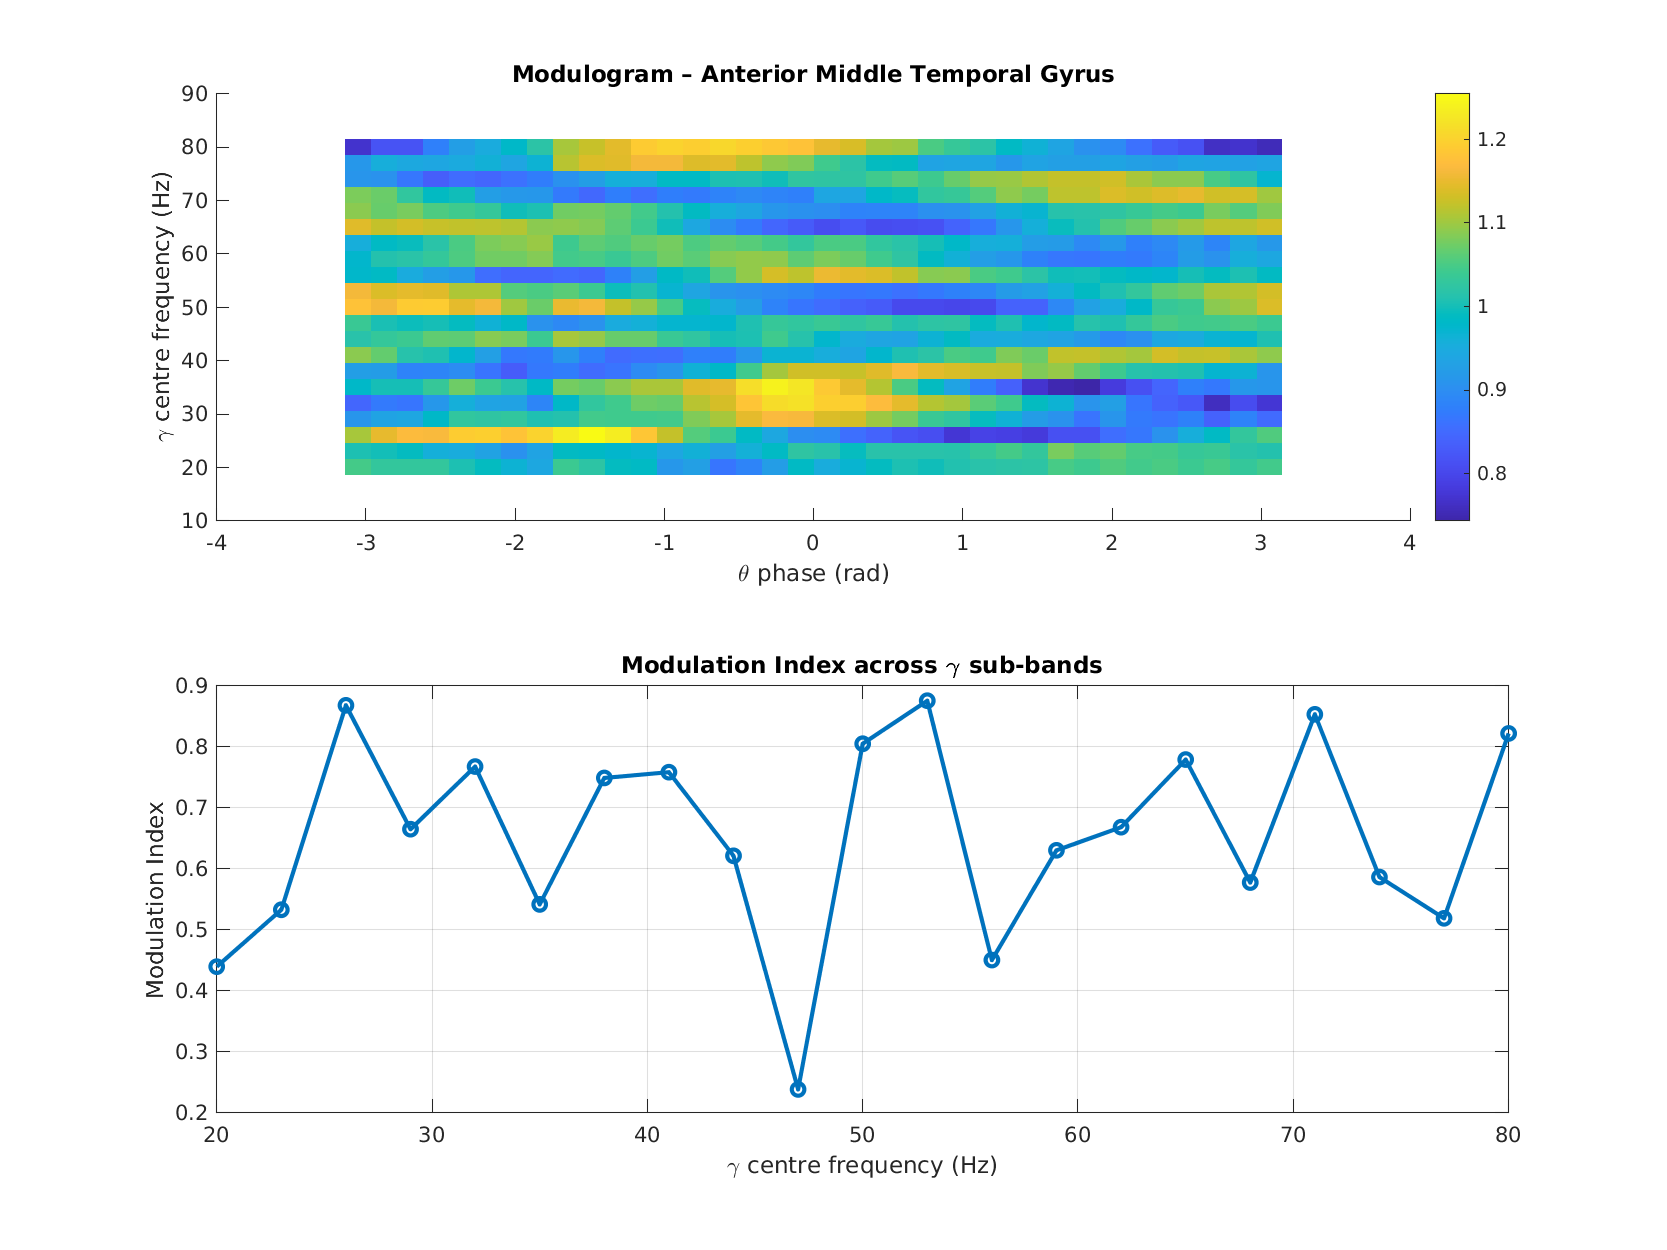 Modulogram – Anterior Middle Temporal Gyrus
90
80
70
60
50
40
30
20
10
γ centre frequency (Hz)
-4 -3 -2 -1 0 1 2 3 4
θ phase (rad)
1.2
1.1
1
0.9
0.8
Modulation Index across γ sub-bands
0.9
0.8
0.7
0.6
0.5
0.4
0.3
0.2
Modulation Index
20 30 40 50 60 70 80
γ centre frequency (Hz)